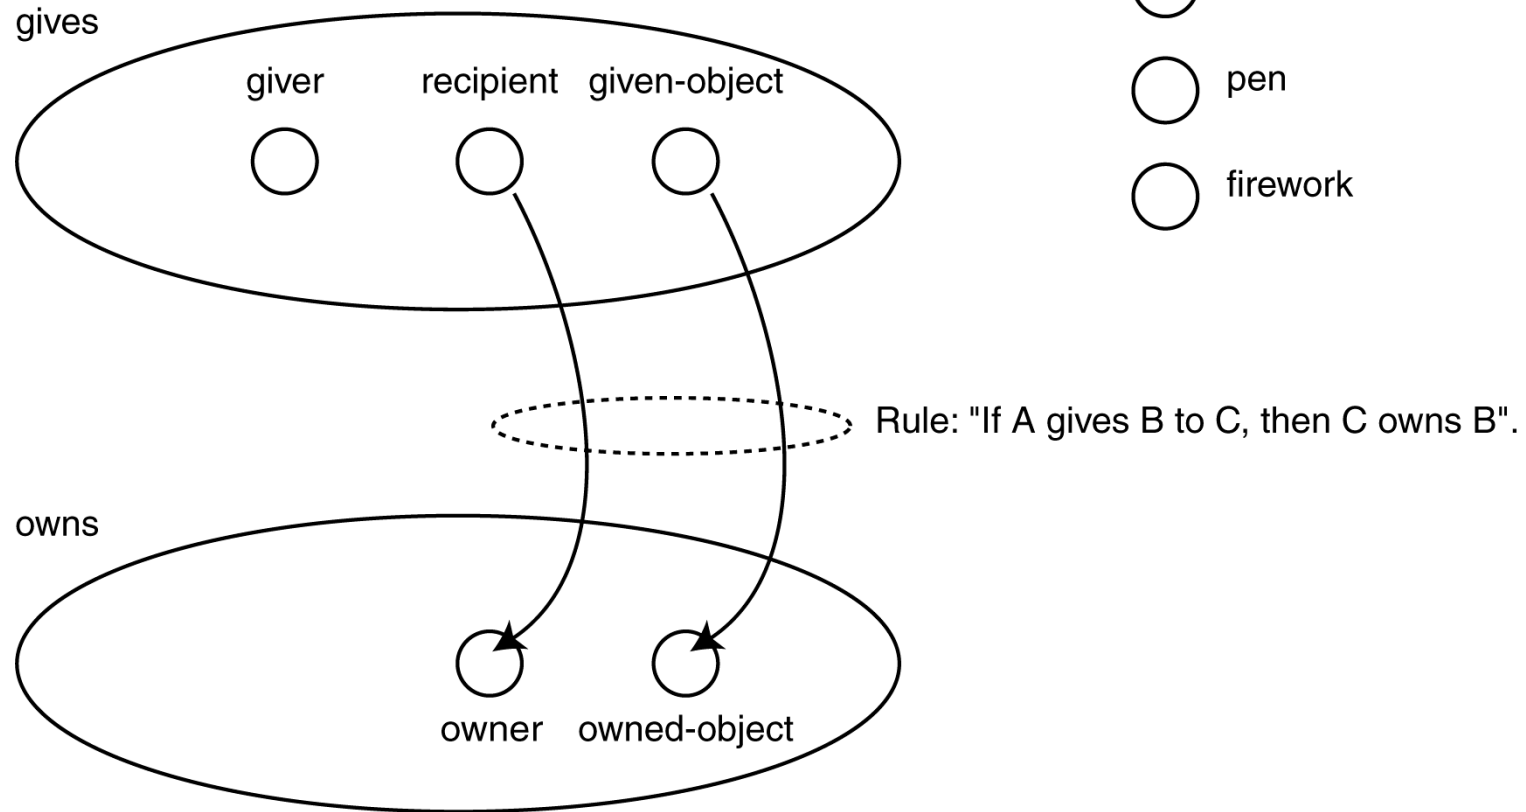 gives
giver recipient given-object
pen
firework
Rule: "If A gives B to C, then C owns B".
owns
owner owned-object